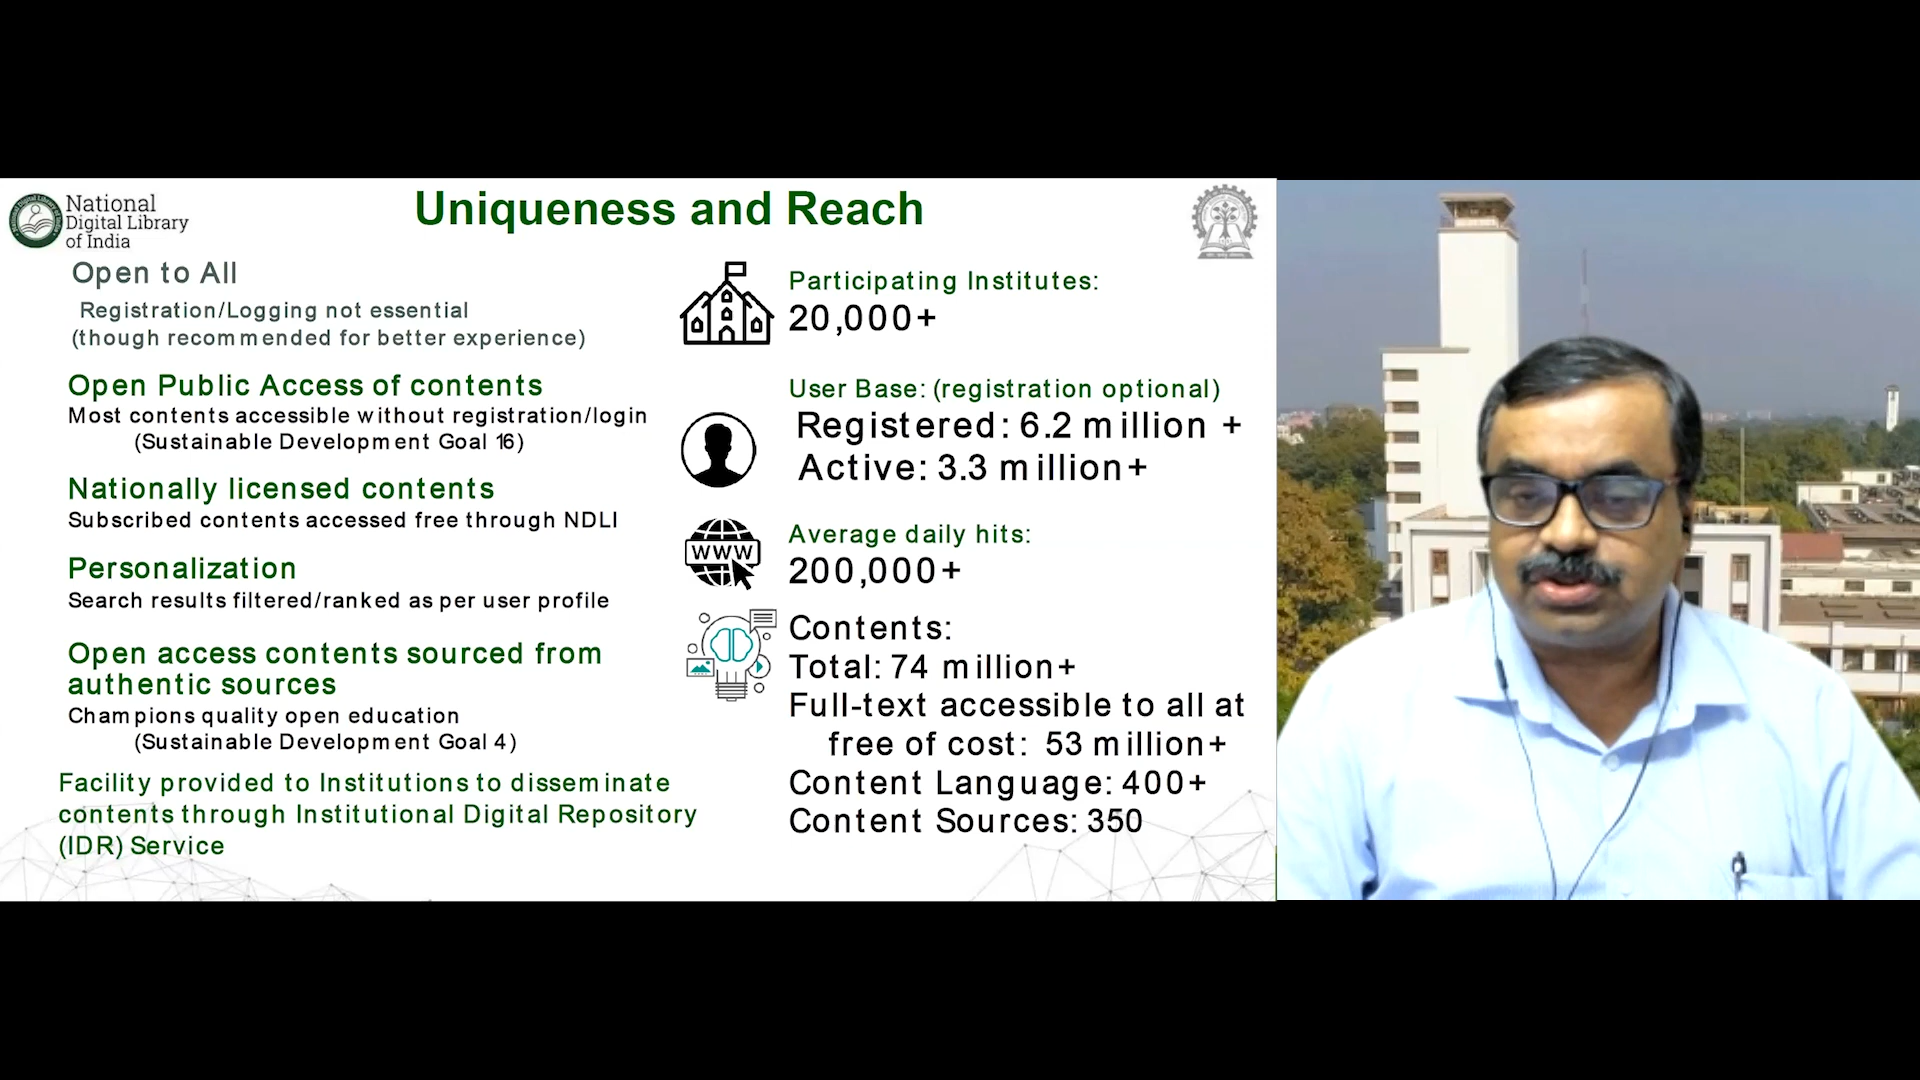 National
Digital Library
of India
Uniqueness and Reach
Open to All
Registration/Logging not essential
(though recommended for better experience)
Open Public Access of contents
Most contents accessible without registration/login
(Sustainable Development Goal 16)
Nationally licensed contents
Subscribed contents accessed free through NDLI
Personalization
Search results filtered/ranked as per user profile
Open access contents sourced from
authentic sources
Champions quality open education
(Sustainable Development Goal 4)
Facility provided to Institutions to disseminate
contents through Institutional Digital Repository
(IDR) Service
Participating Institutes:
20,000+
User Base: (registration optional)
Registered: 6.2 million +
Active: 3.3 million+
WWW
Average daily hits:
200,000+
Contents:
Total: 74 million+
Full-text accessible to all at
free of cost: 53 million+
Content Language: 400+
Content Sources: 350